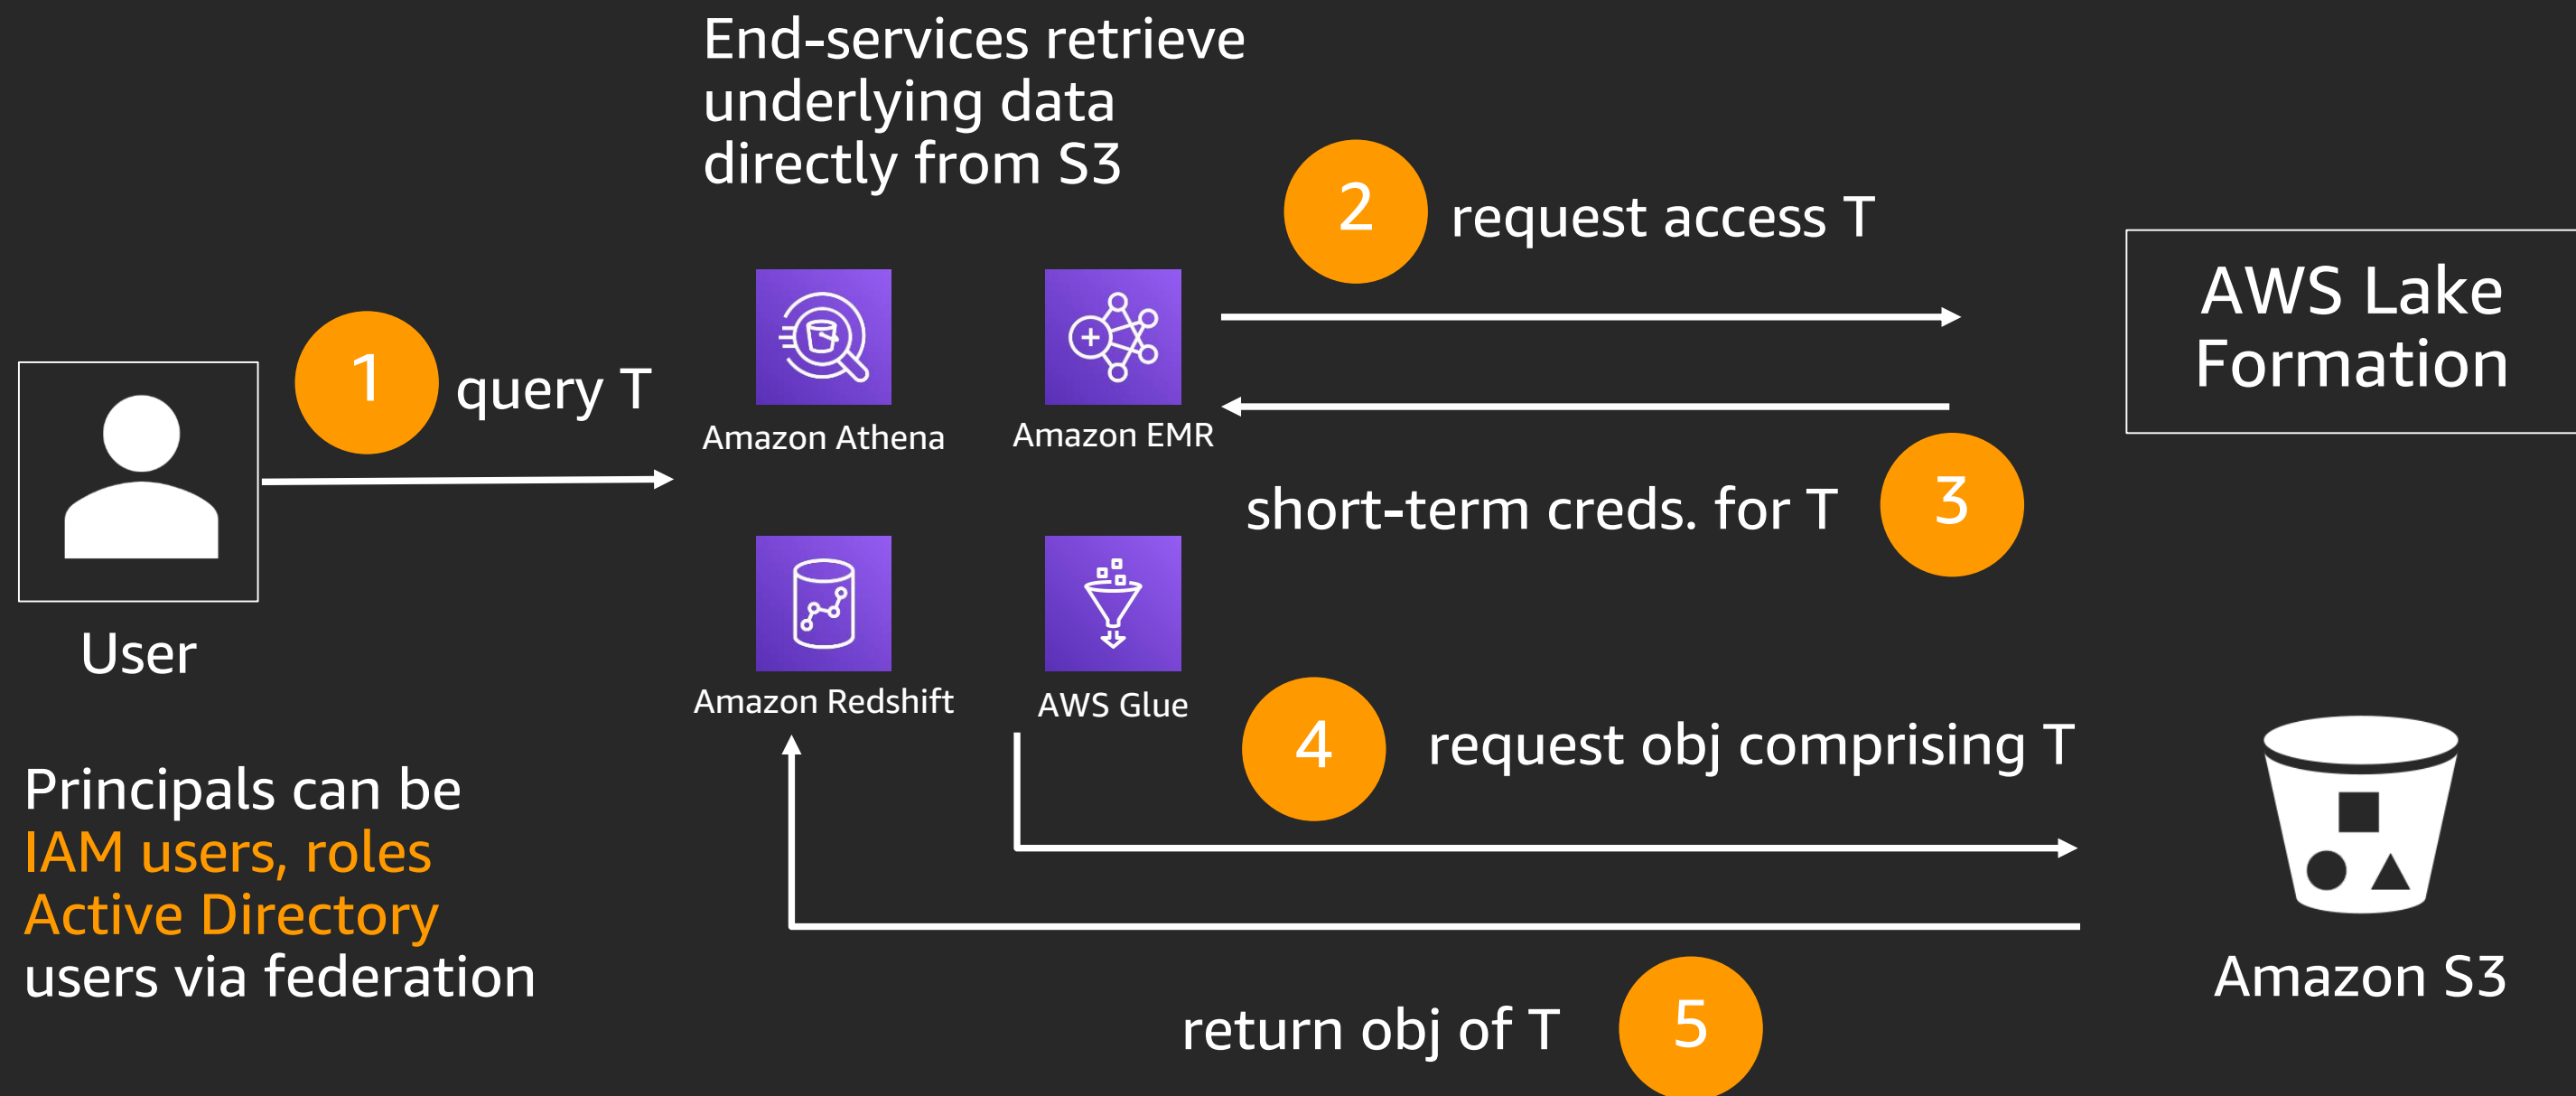 End-services retrieve
underlying data
directly from S3
2
request access T
AWS Lake
Formation
1
query T
Amazon Athena
Amazon EMR
short-term creds. for T
3
User
Amazon Redshift
AWS Glue
4
request obj comprising T
Principals can be
IAM users, roles
Active Directory
users via federation
Amazon S3
return obj of T
5